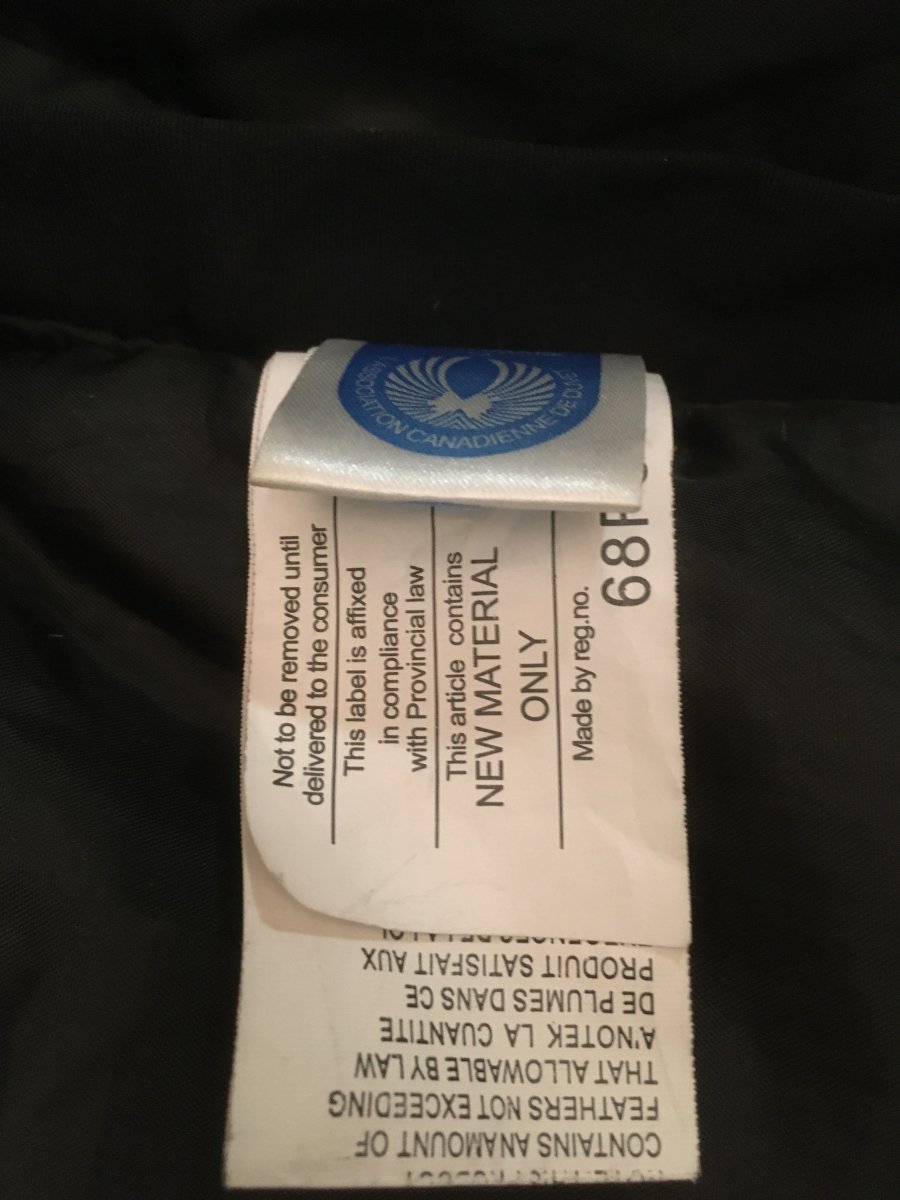 ASSOCIATION CANADIENNE DE DUVET
Not to be removed until
delivered to the consumer
This label is affixed
in compliance
with Provincial law
This article contains
NEW MATERIAL
ONLY
Made by reg.no.
CONTAINS ANAMOUNT OF
FEATHERS NOT EXCEEDING
THAT ALLOWABLE BY LAW
A'NOTEK LA CUANTITE
DE PLUMES DANS CE
PRODUIT SATISFAIT AUX